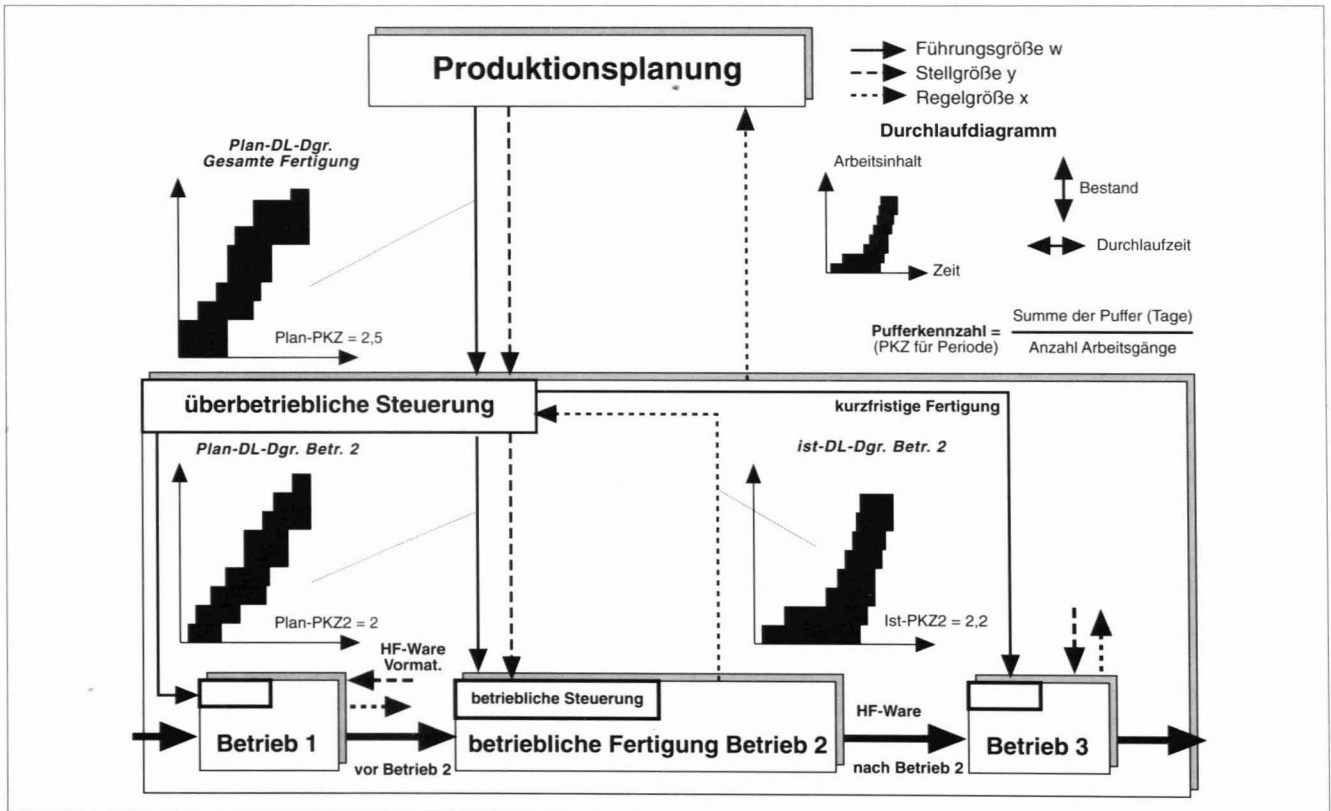 Produktionsplanung
Führungsgröße w
Stellgröße y
Regelgröße x
Durchlaufdiagramm
Arbeitsinhalt
Bestand
Durchlaufzeit
Zeit
Pufferkennzahl =
(PKZ für Periode)
Summe der Puffer (Tage)
Anzahl Arbeitsgänge
Plan-DL-Dgr.
Gesamte Fertigung
Plan-PKZ = 2,5
überbetriebliche Steuerung
kurzfristige Fertigung
Plan-DL-Dgr. Betr. 2
Plan-PKZ2 = 2
ist-DL-Dgr. Betr. 2
Ist-PKZ2 = 2,2
HF-Ware
Vormat.
betriebliche Steuerung
Betrieb 1
vor Betrieb 2
betriebliche Fertigung Betrieb 2
HF-Ware
nach Betrieb 2
Betrieb 3